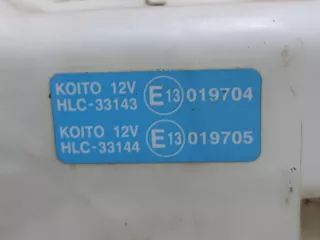 KOITO 12V
HLC-33143 E13 019704
KOITO 12V
HLC-33144 E13 019705